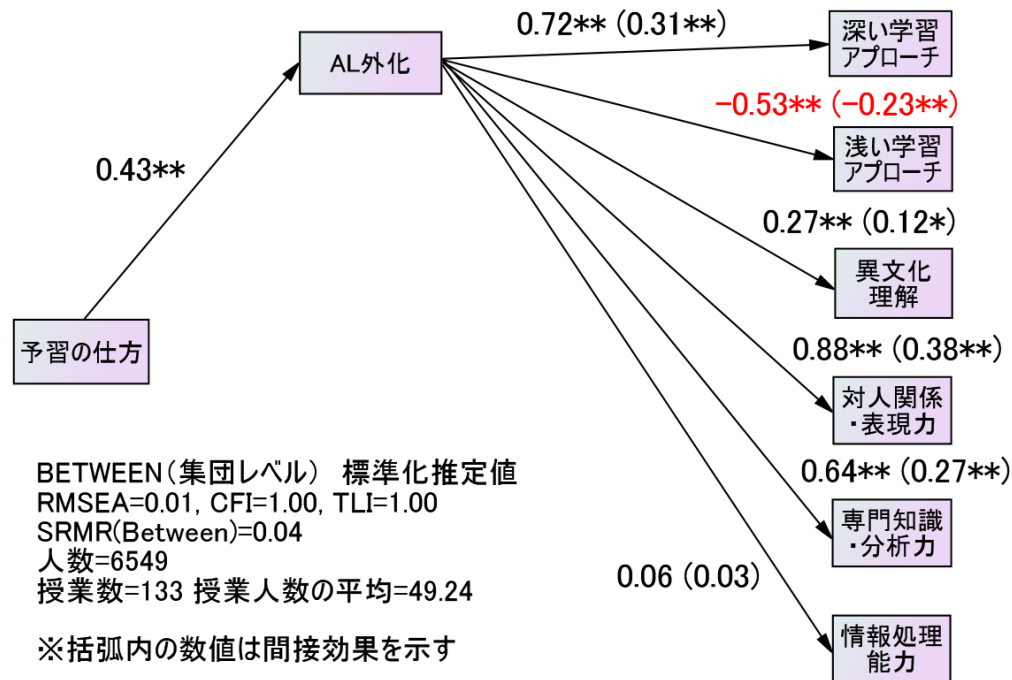 0.72** (0.31**)
深い学習
アプローチ
AL外化
-0.53** (-0.23**)
浅い学習
アプローチ
0.43**
0.27** (0.12*)
異文化
理解
予習の仕方
0.88** (0.38**)
対人関係
・表現力
0.64** (0.27**)
専門知識
・分析力
0.06 (0.03)
情報処理
能力
BETWEEN(集団レベル) 標準化推定値
RMSEA=0.01, CFI=1.00, TLI=1.00
SRMR(Between)=0.04
人数=6549
授業数=133 授業人数の平均=49.24
※括弧内の数値は間接効果を示す